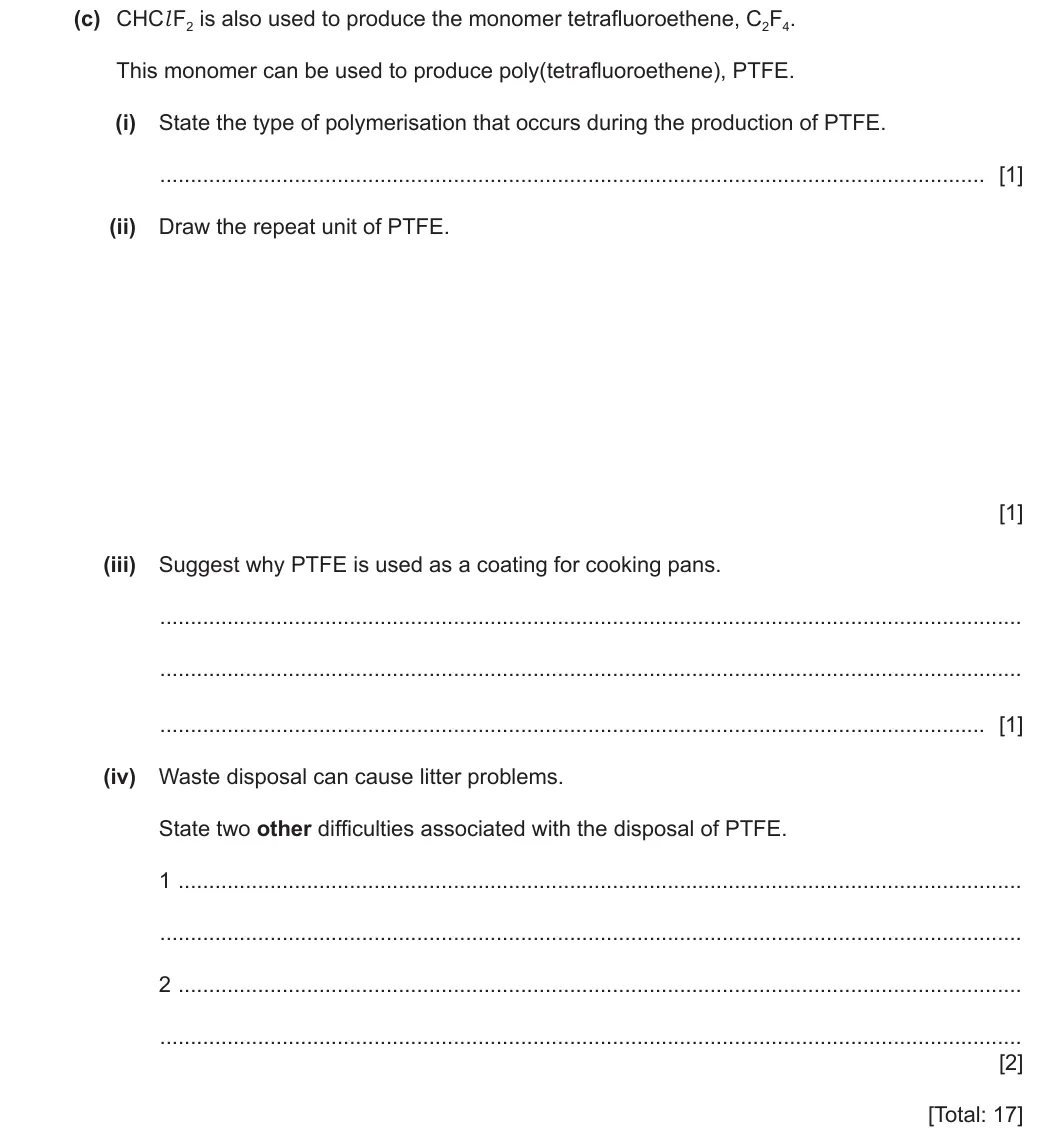 (c) CHClF2 is also used to produce the monomer tetrafluoroethene, C2F4.
This monomer can be used to produce poly(tetrafluoroethene), PTFE.
(i) State the type of polymerisation that occurs during the production of PTFE.
.......................................................................................................................................... [1]
(ii) Draw the repeat unit of PTFE.
[1]
(iii) Suggest why PTFE is used as a coating for cooking pans.
................................................................................................................................................
................................................................................................................................................
.......................................................................................................................................... [1]
(iv) Waste disposal can cause litter problems.
State two other difficulties associated with the disposal of PTFE.
1 .............................................................................................................................................
................................................................................................................................................
2 .............................................................................................................................................
................................................................................................................................................
[2]
[Total: 17]